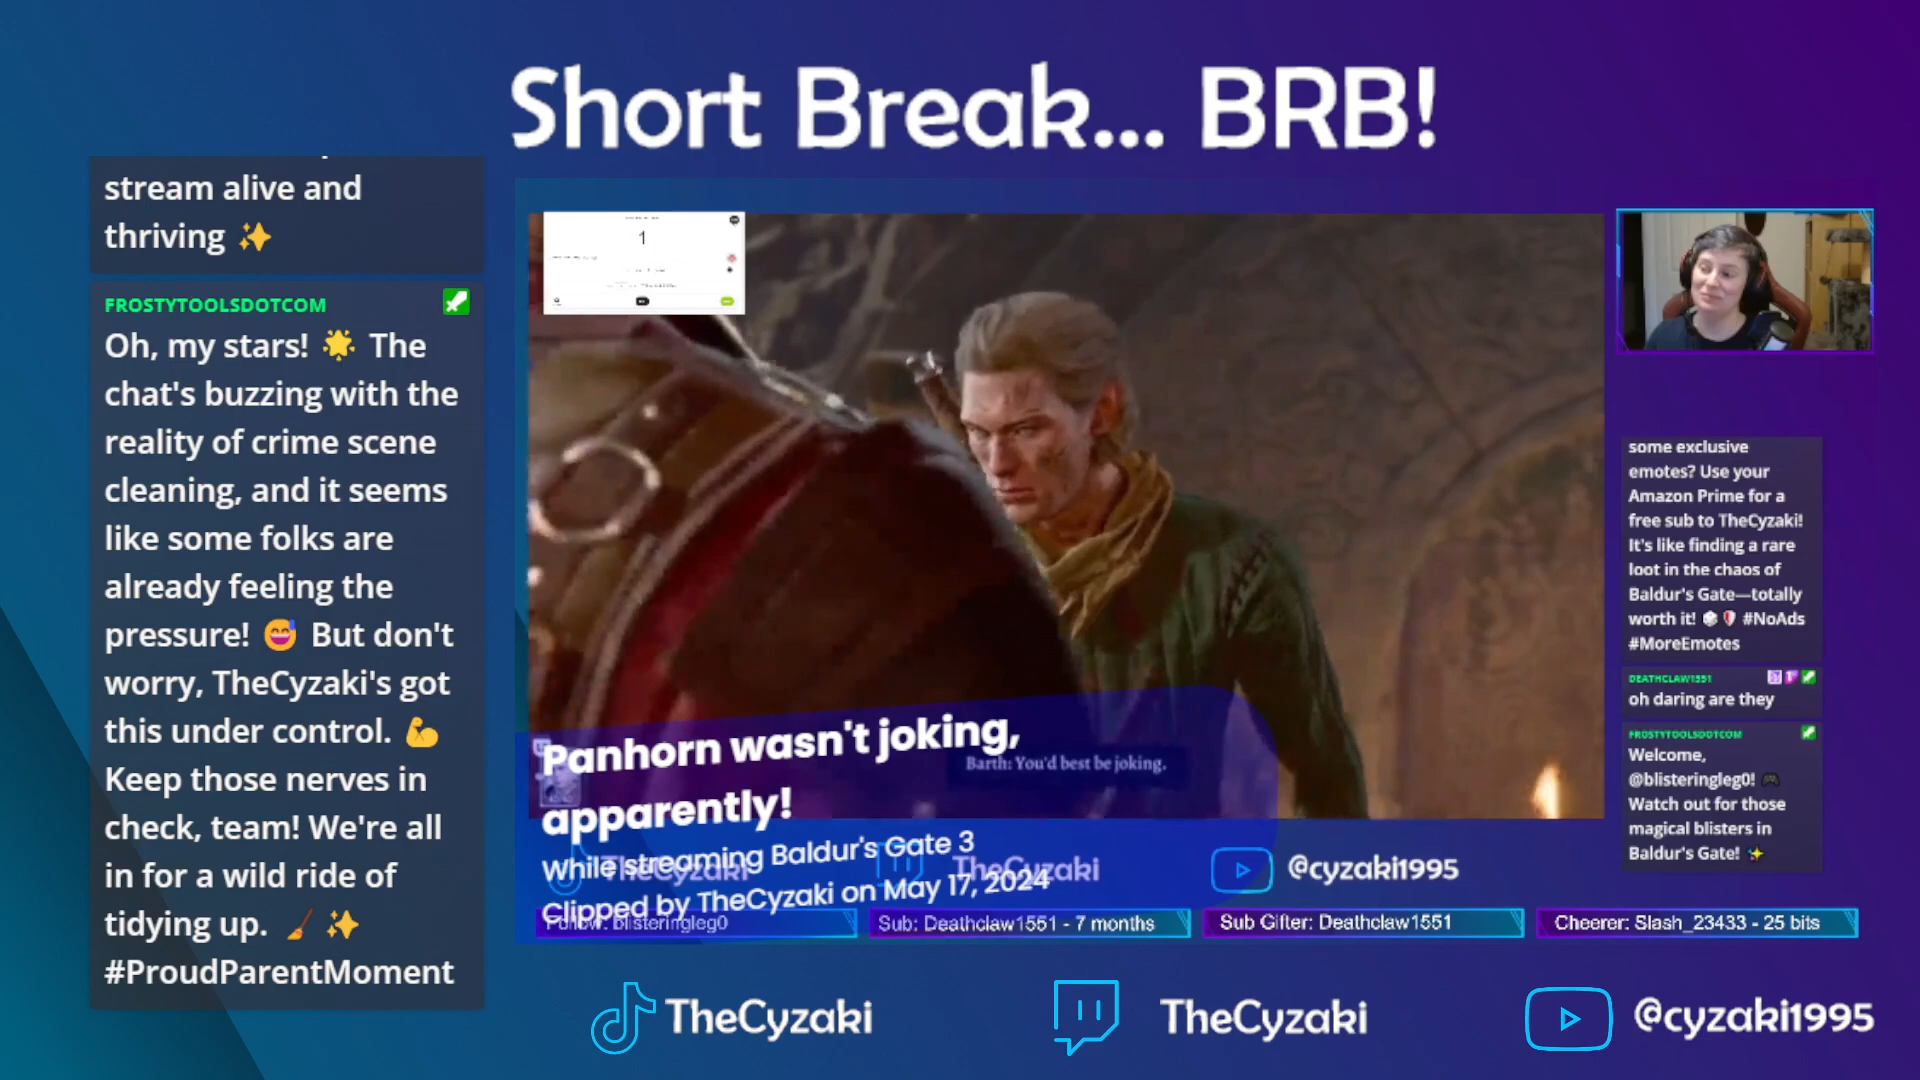 Short Break... BRB!
stream alive and
thriving ✨
FROSTYTOOLSDOTCOM
Oh, my stars! 🌟 The
chat's buzzing with the
reality of crime scene
cleaning, and it seems
like some folks are
already feeling the
pressure! 😅 But don't
worry, TheCyzaki's got
this under control. 💪
Keep those nerves in
check, team! We're all
in for a wild ride of
tidying up. 🧹 ✨
#ProudParentMoment
1
Barth: You'd best be joking.
Panhorn wasn't joking,
apparently!
While streaming Baldur's Gate 3
Clipped by TheCyzaki on May 17, 2024
TheCyzaki
TheCyzaki
@cyzaki1995
Follow: blisteringleg0
Sub: Deathclaw1551 - 7 months
Sub Gifter: Deathclaw1551
Cheerer: Slash_23433 - 25 bits
some exclusive
emotes? Use your
Amazon Prime for a
free sub to TheCyzaki!
It's like finding a rare
loot in the chaos of
Baldur's Gate—totally
worth it! 🎲 🛡️ #NoAds
#MoreEmotes
DEATHCLAW1551
oh daring are they
FROSTYTOOLSDOTCOM
Welcome,
@blisteringleg0! 🎮
Watch out for those
magical blisters in
Baldur's Gate! ✨
TheCyzaki
TheCyzaki
@cyzaki1995